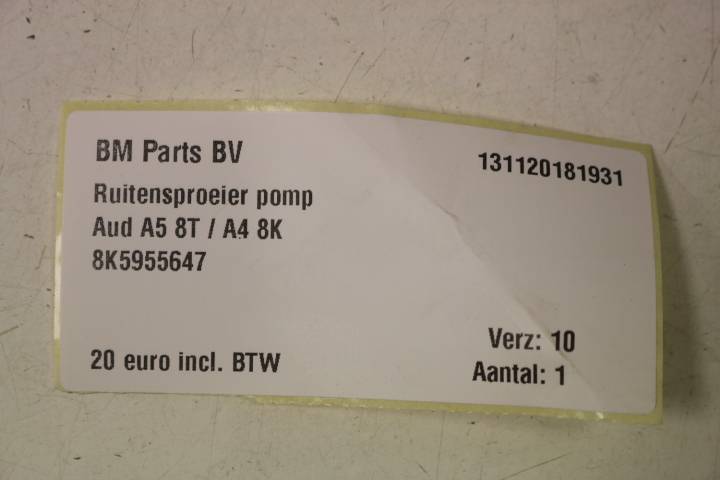 BM Parts BV
131120181931
Ruitensproeier pomp
Aud A5 8T / A4 8K
8K5955647
Verz: 10
20 euro incl. BTW
Aantal: 1